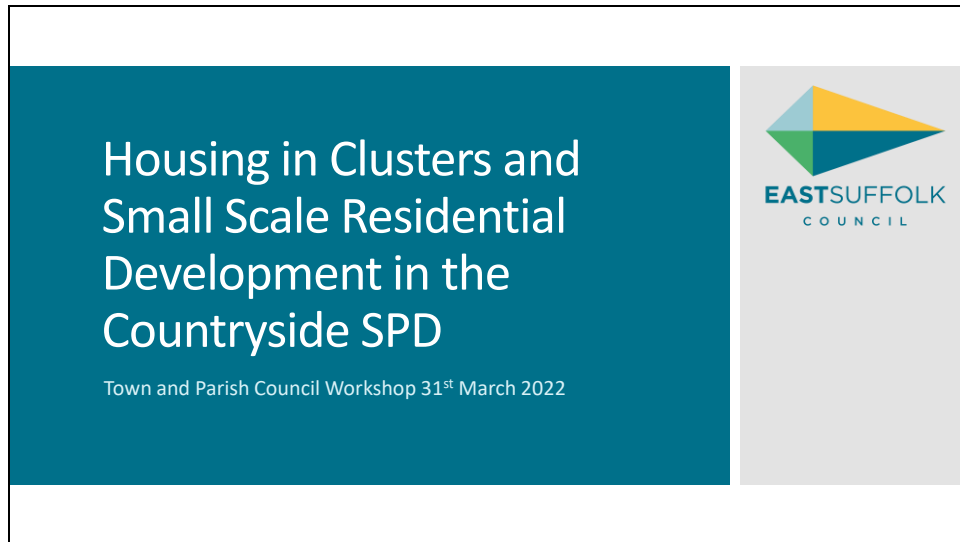 Housing in Clusters and
Small Scale Residential
Development in the
Countryside SPD
Town and Parish Council Workshop 31st March 2022
EASTSUFFOLK
COUNCIL